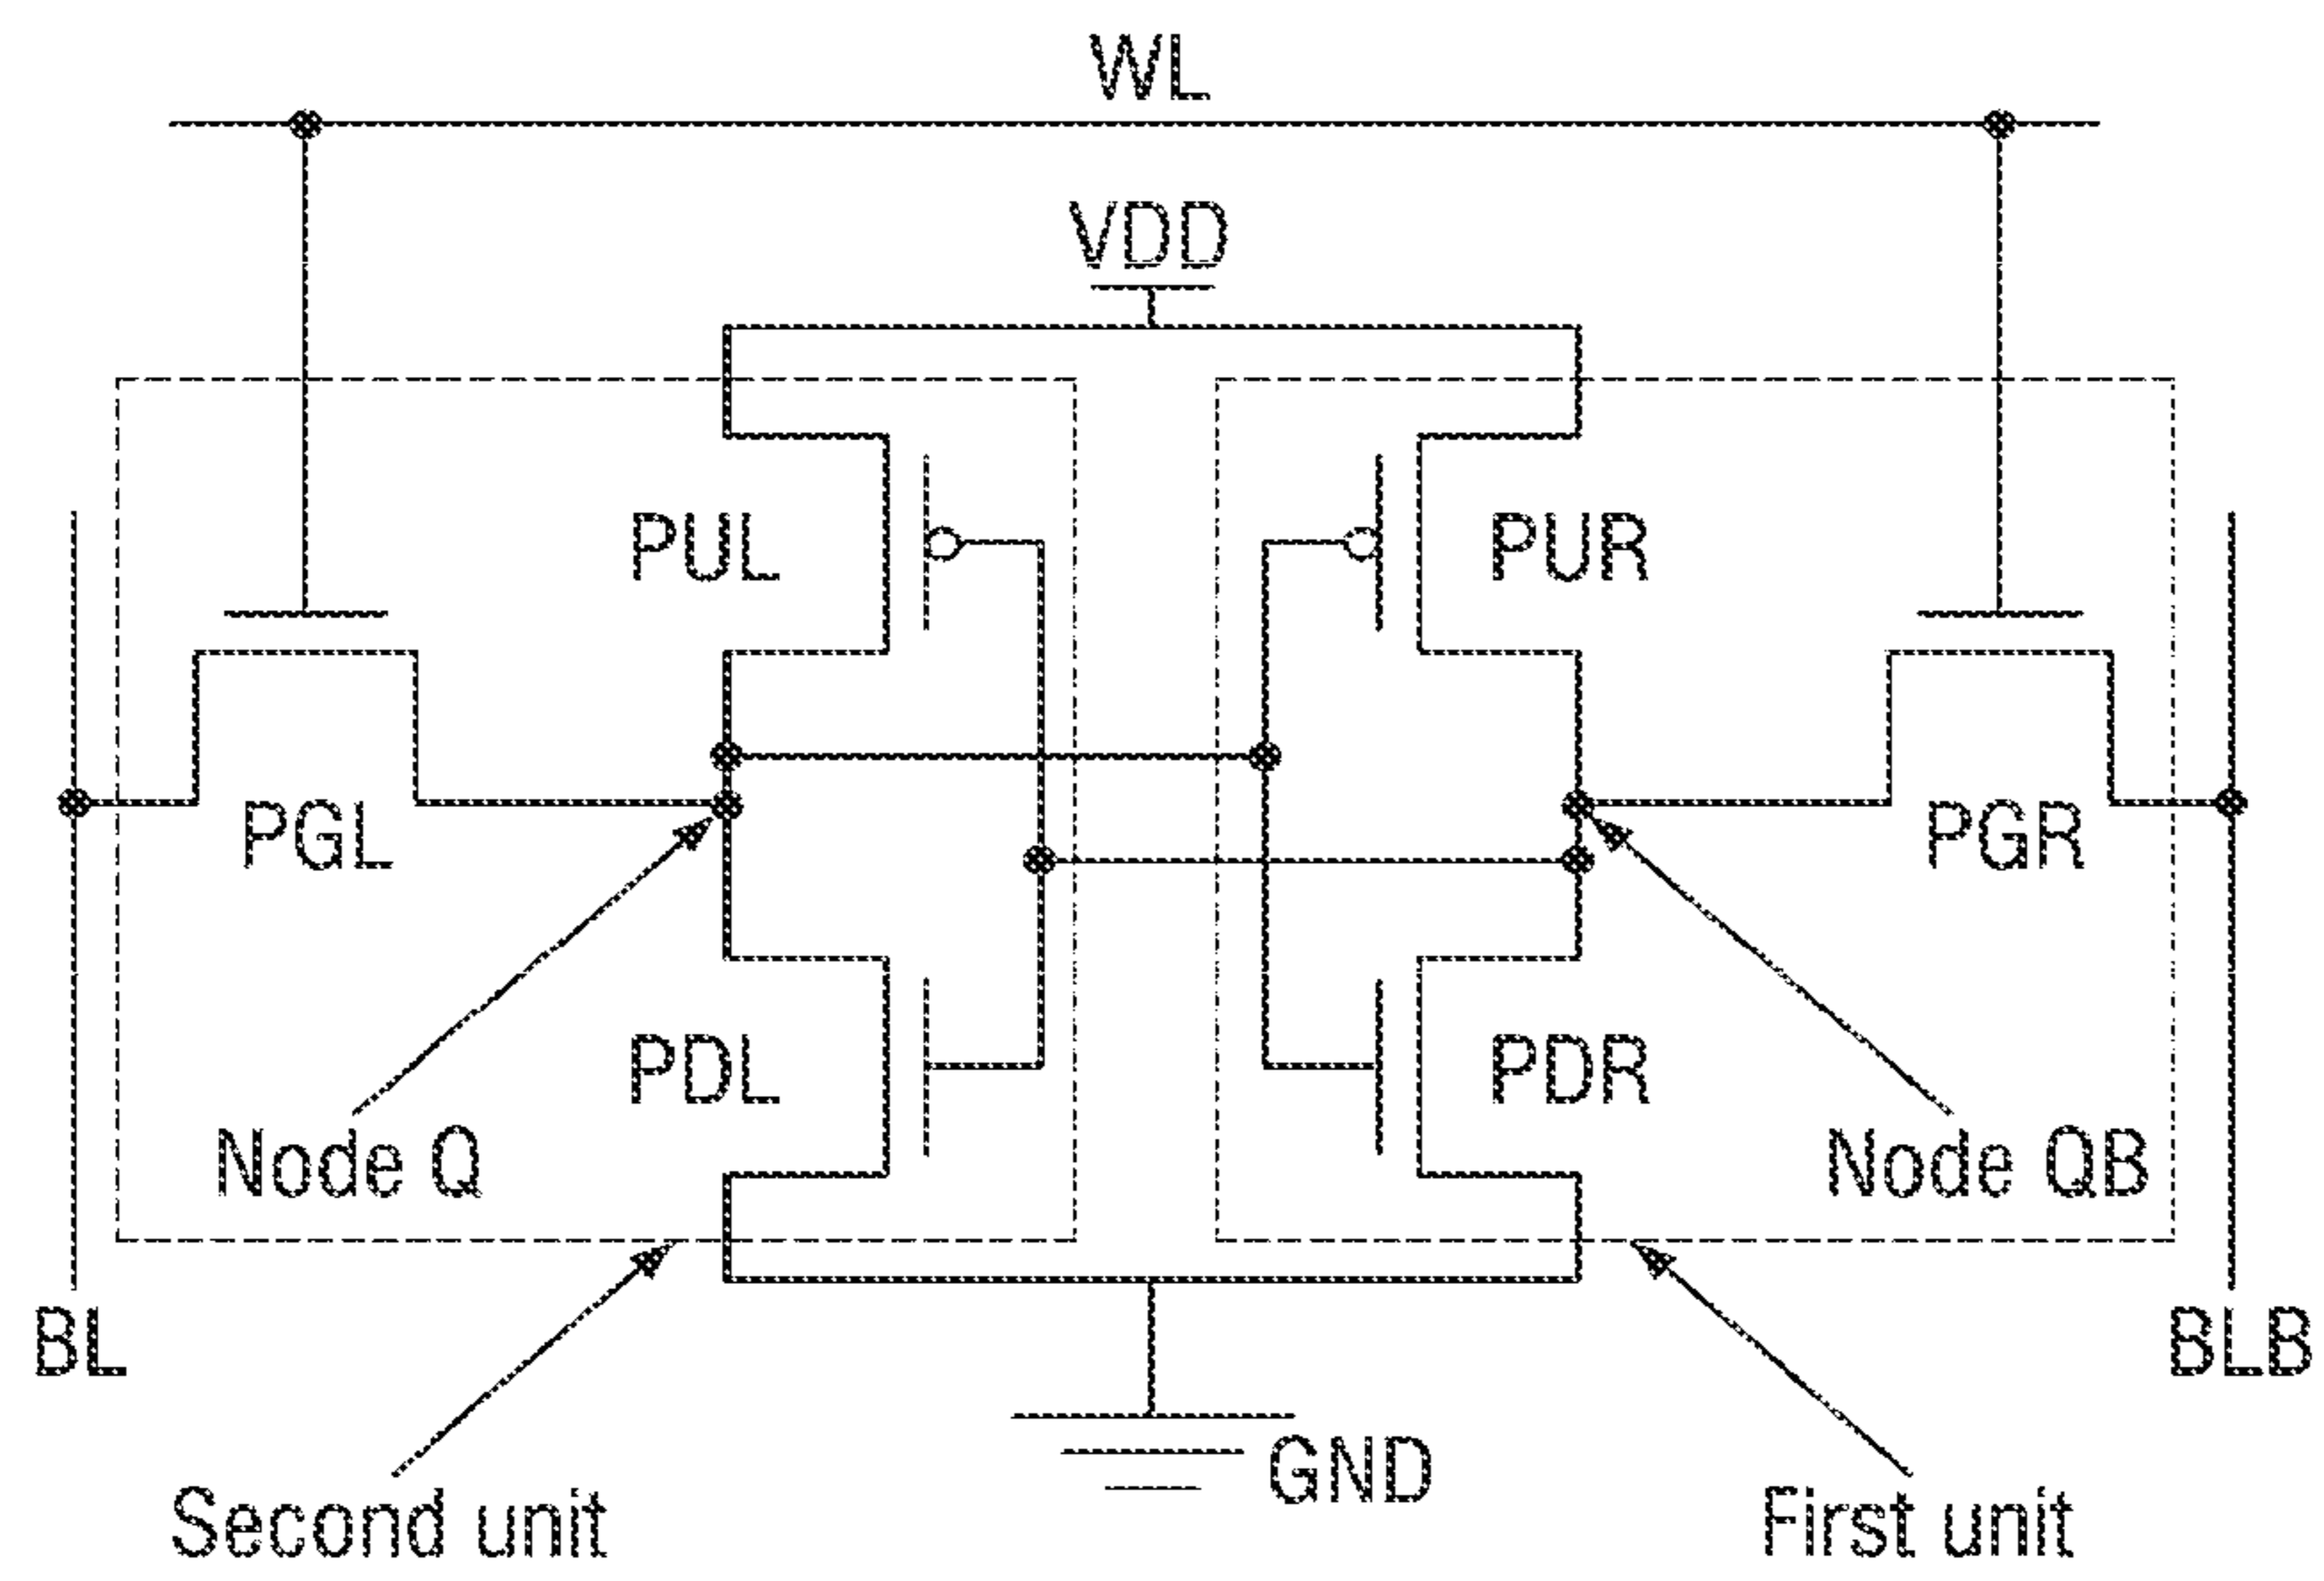 WL
VDD
PUL
PUR
PGL
PGR
PDL
PDR
Node Q
Node QB
BL
BLB
GND
Second unit
First unit